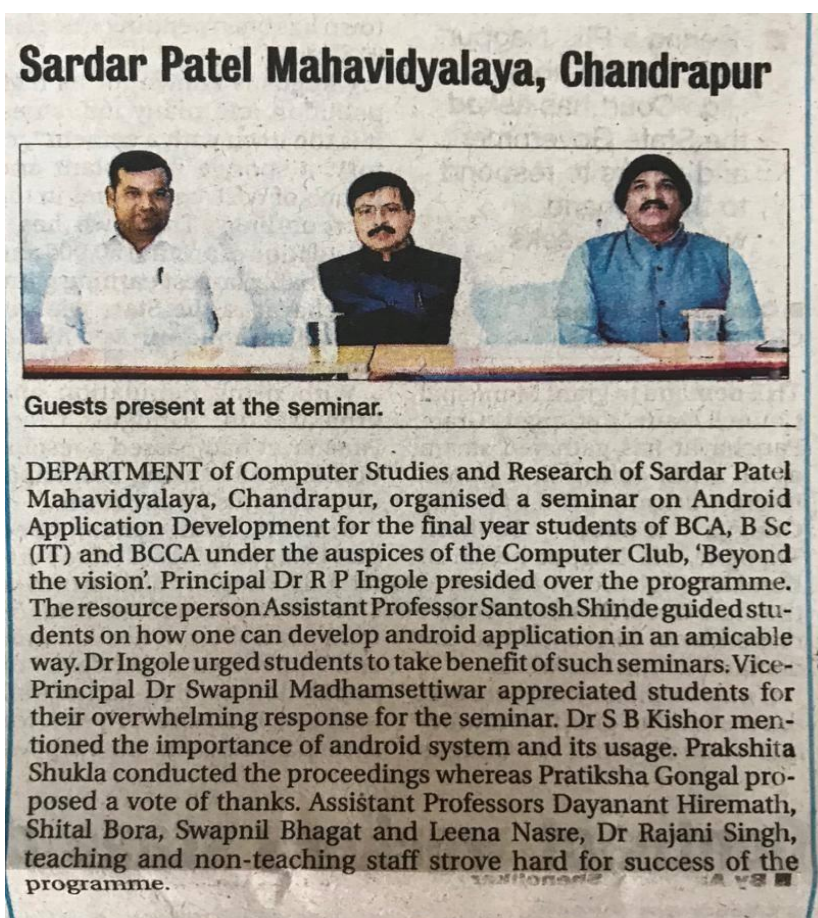 Sardar Patel Mahavidyalaya, Chandrapur
Guests present at the seminar.
DEPARTMENT of Computer Studies and Research of Sardar Patel
Mahavidyalaya, Chandrapur, organised a seminar on Android
Application Development for the final year students of BCA, B Sc
(IT) and BCCA under the auspices of the Computer Club, ‘Beyond
the vision’. Principal Dr R P Ingole presided over the programme.
The resource person Assistant Professor Santosh Shinde guided stu-
dents on how one can develop android application in an amicable
way. Dr Ingole urged students to take benefit of such seminars. Vice-
Principal Dr Swapnil Madhamsettiwar appreciated students for
their overwhelming response for the seminar. Dr S B Kishor men-
tioned the importance of android system and its usage. Prakshita
Shukla conducted the proceedings whereas Pratiksha Gongal pro-
posed a vote of thanks. Assistant Professors Dayanant Hiremath,
Shital Bora, Swapnil Bhagat and Leena Nasre, Dr Rajani Singh,
teaching and non-teaching staff strove hard for success of the
programme.